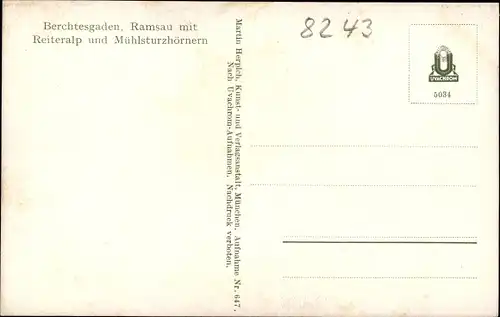 Berchtesgaden, Ramsau mit
Reiteralp und Mühlsturzhörnern
Martin Herpich, Kunst- und Verlagsanstalt, München, Aufnahme Nr. 647.
Nach Uvachrom-Aufnahmen. Nachdruck verboten.
8243
U
UVACHROM
5034